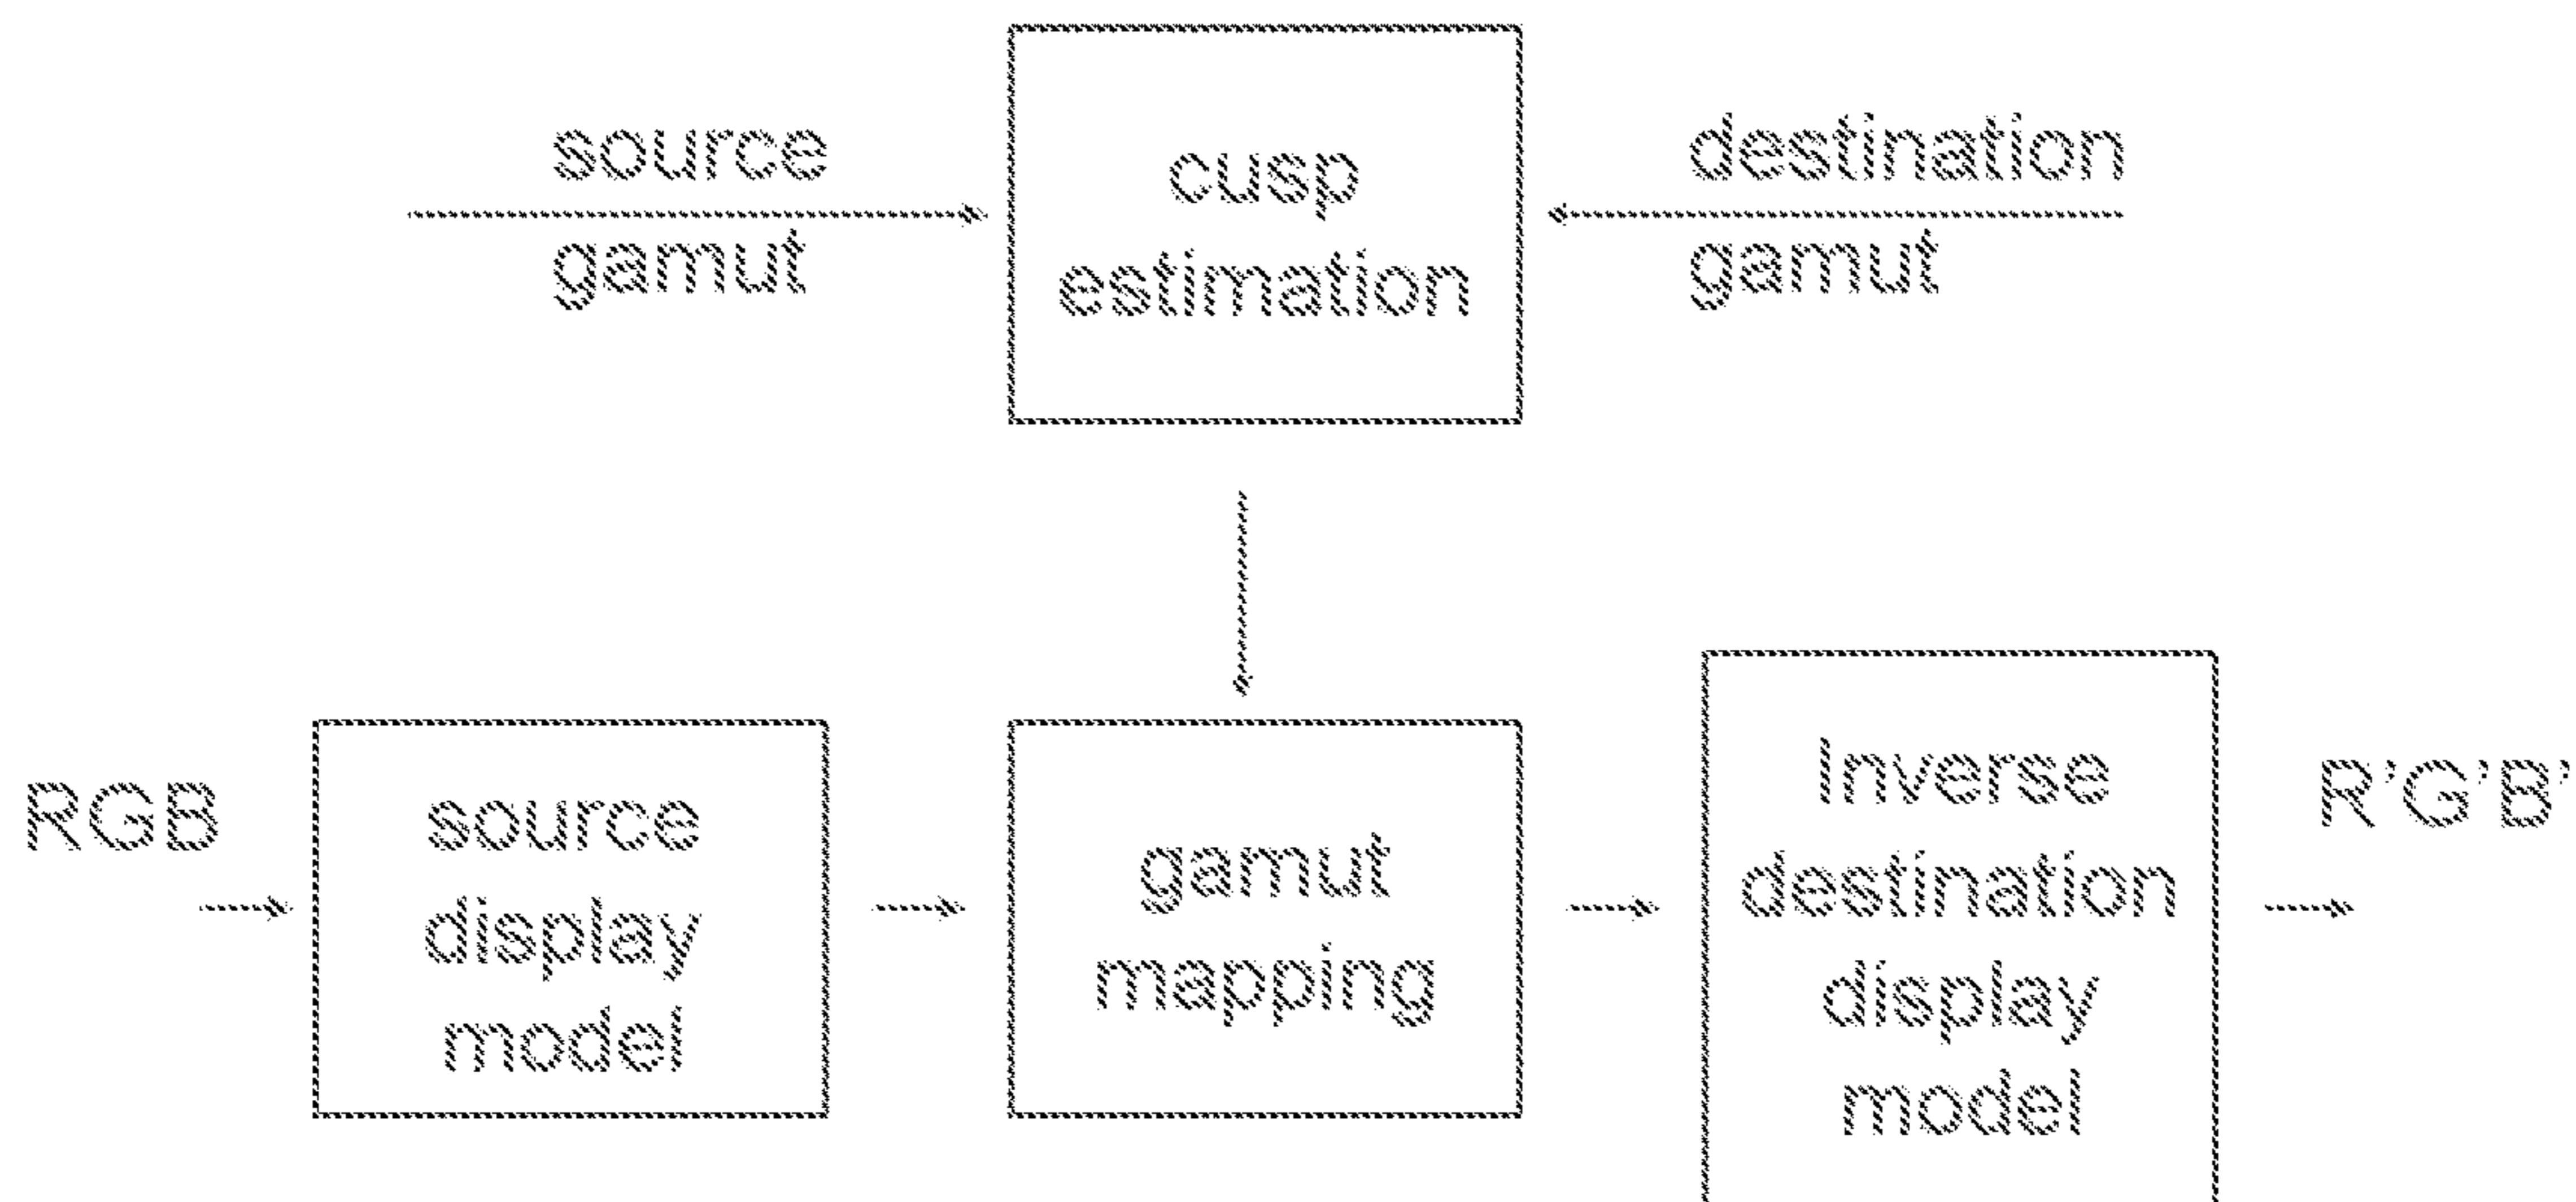 source
gamut
cusp
estimation
destination
gamut
RGB
source
display
model
gamut
mapping
Inverse
destination
display
model
R'G'B'